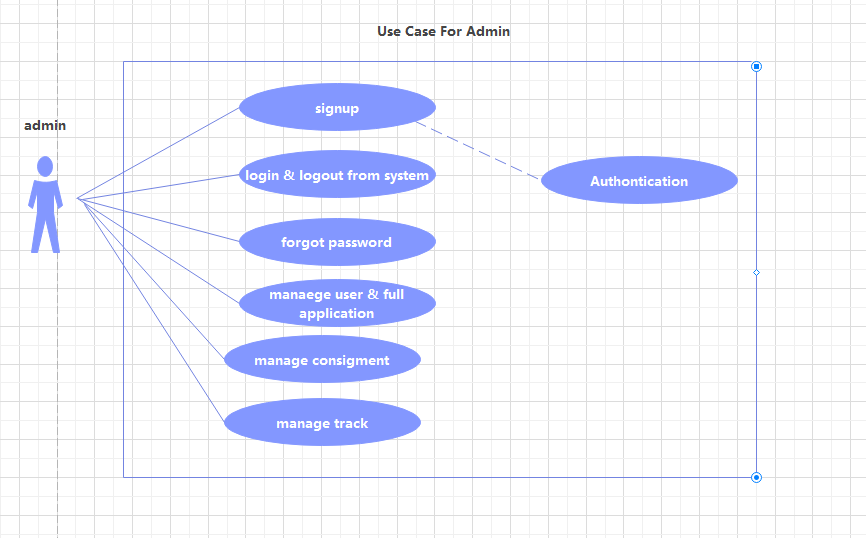 Use Case For Admin
admin
signup
login & logout from system
Authontication
forgot password
manaege user & full
application
manage consigment
manage track